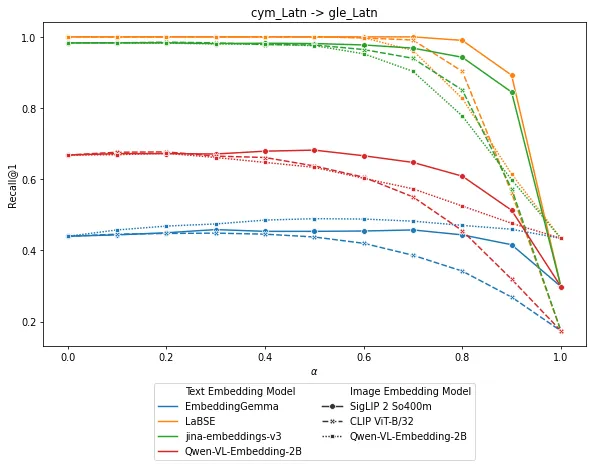 cym_Latn -> gle_Latn
Recall@1
1.0
0.8
0.6
0.4
0.2
0.0 0.2 0.4 0.6 0.8 1.0
α
Text Embedding Model
EmbeddingGemma
LaBSE
jina-embeddings-v3
Qwen-VL-Embedding-2B
Image Embedding Model
SigLIP 2 So400m
CLIP ViT-B/32
Qwen-VL-Embedding-2B